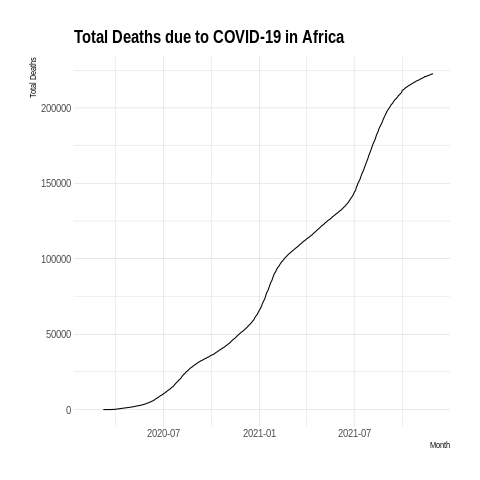 Total Deaths due to COVID-19 in Africa
Total Deaths
200000
150000
100000
50000
0
2020-07 2021-01 2021-07
Month